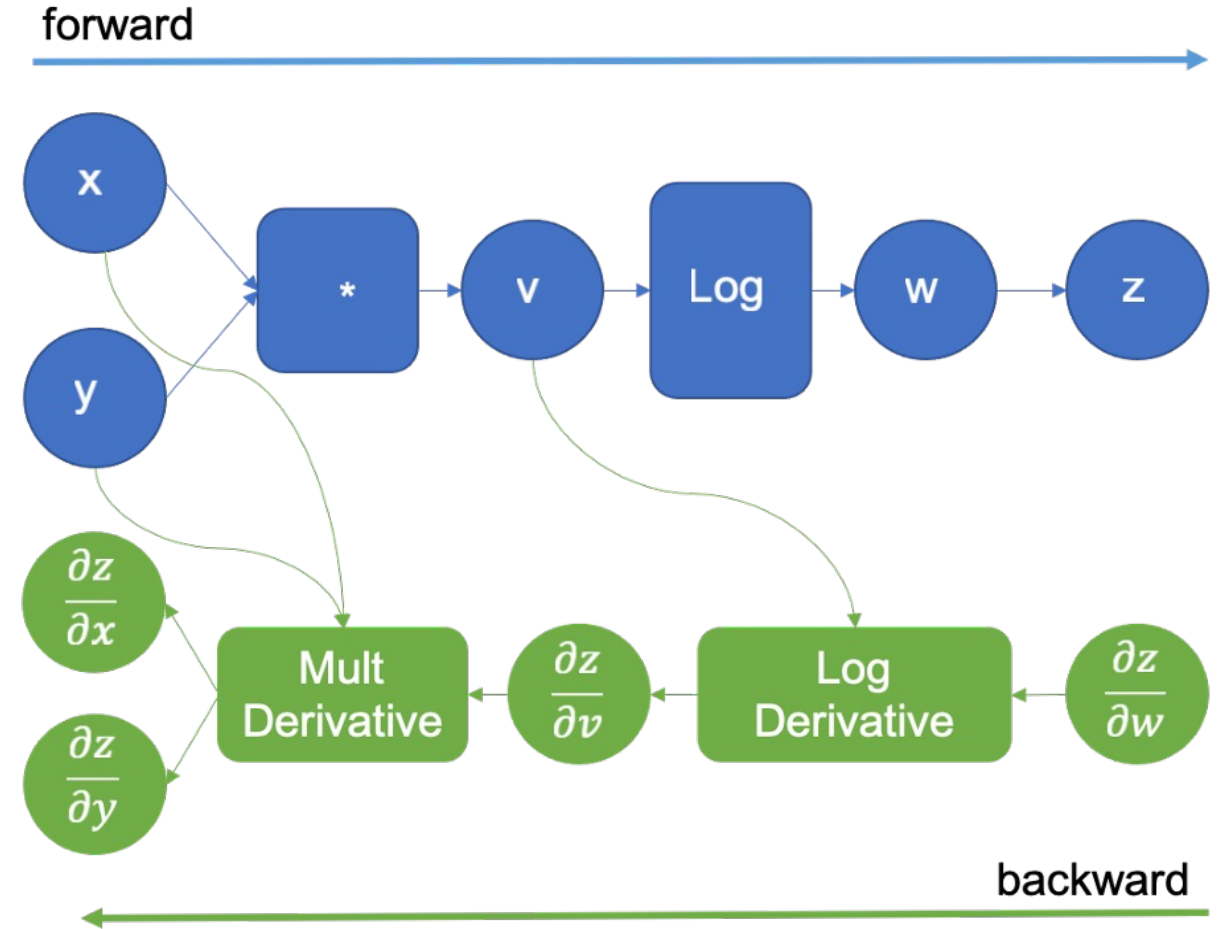 forward
x
*
v
Log
w
z
y
∂z
∂x
Mult
Derivative
∂z
∂v
Log
Derivative
∂z
∂w
∂z
∂y
backward